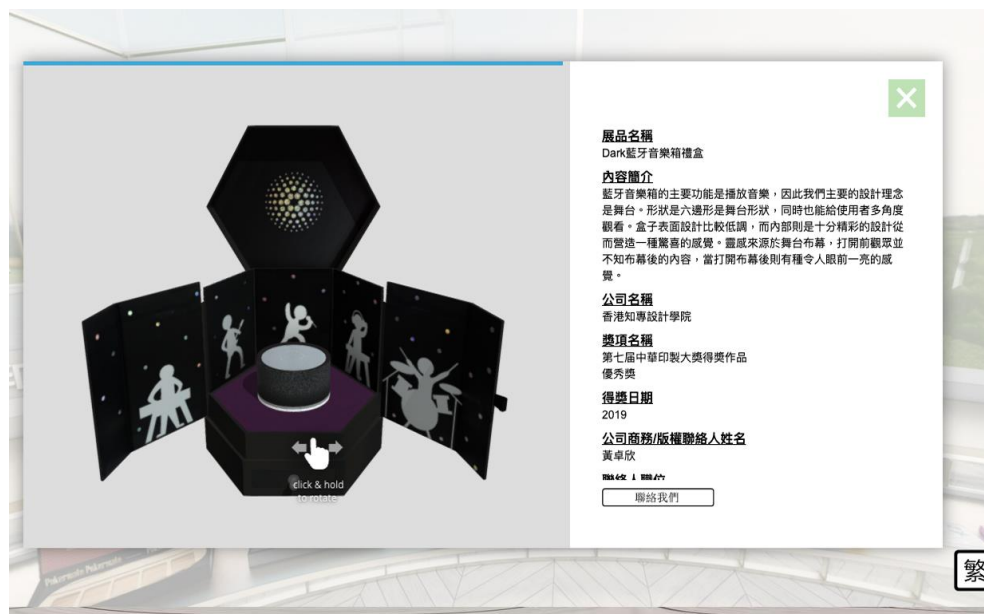 展品名稱
Dark藍牙音樂箱禮盒
內容簡介
藍牙音樂箱的主要功能是播放音樂，因此我們主要的設計理念
是舞台。形狀是六邊形是舞台形狀，同時也能給使用者多角度
觀看。盒子表面設計比較低調，而內部則是十分精彩的設計從
而營造一種驚喜的感覺。靈感來源於舞台布幕，打開前觀眾並
不知布幕後的內容，當打開布幕後則有種令人眼前一亮的感
覺。
公司名稱
香港知專設計學院
獎項名稱
第七屆中華印製大獎得獎作品
優秀獎
得獎日期
2019
公司商務/版權聯絡人姓名
黃卓欣
聯絡人職位
聯絡我們
click & hold
to rotate
繁